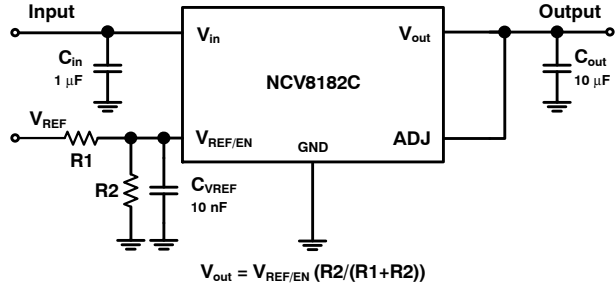 Input
Output
Vin
Vout
Cin
1 μF
Cout
10 μF
NCV8182C
VREF
VREF/EN
GND
ADJ
R1
R2
CVREF
10 nF
Vout = VREF/EN (R2/(R1+R2))